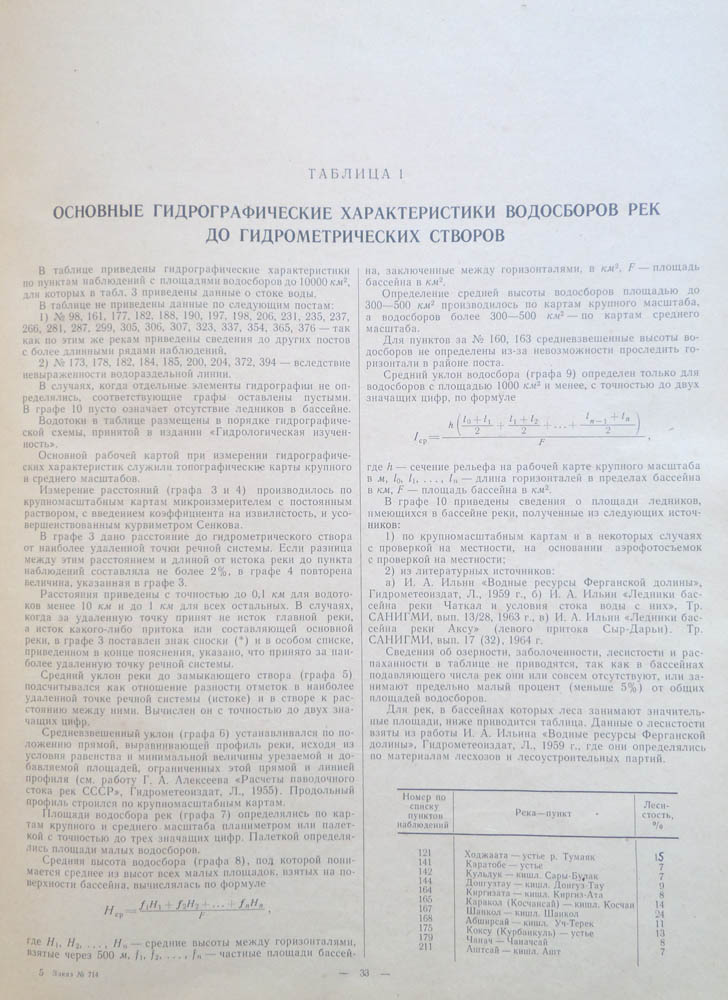 ТАБЛИЦА 1
ОСНОВНЫЕ ГИДРОГРАФИЧЕСКИЕ ХАРАКТЕРИСТИКИ ВОДОСБОРОВ РЕК
ДО ГИДРОМЕТРИЧЕСКИХ СТВОРОВ
В таблице приведены гидрографические характеристики
по пунктам наблюдений с площадями водосборов до 10000 км²,
для которых в табл. 3 приведены данные о стоке воды.
В таблице не приведены данные по следующим постам:
1) № 98, 161, 177, 182, 188, 190, 197, 198, 206, 231, 235, 237,
266, 281, 287, 299, 305, 306, 307, 323, 337, 354, 365, 376 — так
как по этим же рекам приведены сведения до других постов
с более длинными рядами наблюдений,
2) № 173, 178, 182, 184, 185, 200, 204, 372, 394 — вследствие
невыраженности водораздельной линии.
В случаях, когда отдельные элементы гидрографии не оп-
ределялись, соответствующие графы оставлены пустыми.
В графе 10 пусто означает отсутствие ледников в бассейне.
Водотоки в таблице размещены в порядке гидрографиче-
ской схемы, принятой в издании «Гидрологическая изучен-
ность».
Основной рабочей картой при измерении гидрографиче-
ских характеристик служили топографические карты крупного
и среднего масштабов.
Измерение расстояний (графа 3 и 4) производилось по
крупномасштабным картам микроизмерителем с постоянным
раствором, с введением коэффициента на извилистость, и усо-
вершенствованным курвиметром Сенкова.
В графе 3 дано расстояние до гидрометрического створа
от наиболее удаленной точки речной системы. Если разница
между этим расстоянием и длиной от истока реки до пункта
наблюдений составляла не более 2%, в графе 4 повторена
величина, указанная в графе 3.
Расстояния приведены с точностью до 0,1 км для водото-
ков менее 10 км и до 1 км для всех остальных. В случаях,
когда за удаленную точку принят не исток главной реки,
а исток какого-либо притока или составляющей основной
реки, в графе 3 поставлен знак сноски (*) и в особом списке,
приведенном в конце пояснения, указано, что принято за наи-
более удаленную точку речной системы.
Средний уклон реки до замыкающего створа (графа 5)
подсчитывался как отношение разности отметок в наиболее
удаленной точке речной системы (истоке) и в створе к рас-
стоянию между ними. Вычислен он с точностью до двух зна-
чащих цифр.
Средневзвешенный уклон (графа 6) устанавливался по по-
ложению прямой, выравнивающей профиль реки, исходя из
условия равенства и минимальной величины урезаемой и до-
бавляемой площадей, ограниченных этой прямой и линией
профиля (см. работу Г. А. Алексеева «Расчеты паводочного
стока рек СССР», Гидрометеоиздат, Л., 1955). Продольный
профиль строился по крупномасштабным картам.
Площади водосбора рек (графа 7) определялись по кар-
там крупного и среднего масштаба планиметром или палет-
кой с точностью до трех значащих цифр. Палеткой определя-
лись площади малых водосборов.
Средняя высота водосбора (графа 8), под которой пони-
мается среднее из высот всех малых площадок, взятых на по-
верхности бассейна, вычислялась по формуле
Hср = (f₁H₁ + f₂H₂ + . . . + fₙHₙ) / F ,
где H₁, H₂, . . . , Hₙ — средние высоты между горизонталями,
взятые через 500 м, f₁, f₂, . . . , fₙ — частные площади бассей-
на, заключенные между горизонталями, в км², F — площадь
бассейна в км².
Определение средней высоты водосборов площадью до
300—500 км² производилось по картам крупного масштаба,
а водосборов более 300—500 км² — по картам среднего
масштаба.
Для пунктов за № 160, 163 средневзвешенные высоты во-
досборов не определены из-за невозможности проследить го-
ризонтали в районе поста.
Средний уклон водосбора (графа 9) определен только для
водосборов с площадью 1000 км² и менее, с точностью до двух
значащих цифр, по формуле
Iср = h ( (l₀ + l₁)/2 + (l₁ + l₂)/2 + . . . + (lₙ₋₁ + lₙ)/2 ) / F ,
где h — сечение рельефа на рабочей карте крупного масштаба
в м, l₀, l₁, . . . , lₙ — длина горизонталей в пределах бассейна
в км, F — площадь бассейна в км².
В графе 10 приведены сведения о площади ледников,
имеющихся в бассейне реки, полученные из следующих источ-
ников:
1) по крупномасштабным картам и в некоторых случаях
с проверкой на местности, на основании аэрофотосъемок
с проверкой на местности;
2) из литературных источников:
а) И. А. Ильин «Водные ресурсы Ферганской долины»,
Гидрометеоиздат, Л., 1959 г., б) И. А. Ильин «Ледники бас-
сейна реки Чаткал и условия стока воды с них», Тр.
САНИГМИ, вып. 13/28, 1963 г., в) И. А. Ильин «Ледники бас-
сейна реки Аксу» (левого притока Сыр-Дарьи). Тр.
САНИГМИ, вып. 17 (32), 1964 г.
Сведения об озерности, заболоченности, лесистости и рас-
паханности в таблице не приводятся, так как в бассейнах
подавляющего числа рек они или совсем отсутствуют, или за-
нимают предельно малый процент (меньше 5%) от общих
площадей водосборов.
Для рек, в бассейнах которых леса занимают значитель-
ные площади, ниже приводится таблица. Данные о лесистости
взяты из работы И. А. Ильина «Водные ресурсы Ферганской
долины», Гидрометеоиздат, Л., 1959 г., где они определялись
по материалам лесхозов и лесоустроительных партий.
Номер по списку пунктов наблюдений Река — пункт Леси-стость, %
121 Ходжаата — устье р. Туманяк 15
141 Каратобе — устье 7
142 Кульдук — кишл. Сары-Булак 7
144 Донгузтау — кишл. Донгуз-Тау 9
164 Киргизата — кишл. Киргиз-Ата 8
165 Каракол (Косчансай) — кишл. Косчан 14
167 Шанкол — кишл. Шанкол 24
168 Абширсай — кишл. Уч-Терек 11
175 Коксу (Курбанкуль) — устье 13
179 Чанач — Чаначсай 8
211 Аштсай — кишл. Ашт 7
5 Заказ № 214
— 33 —